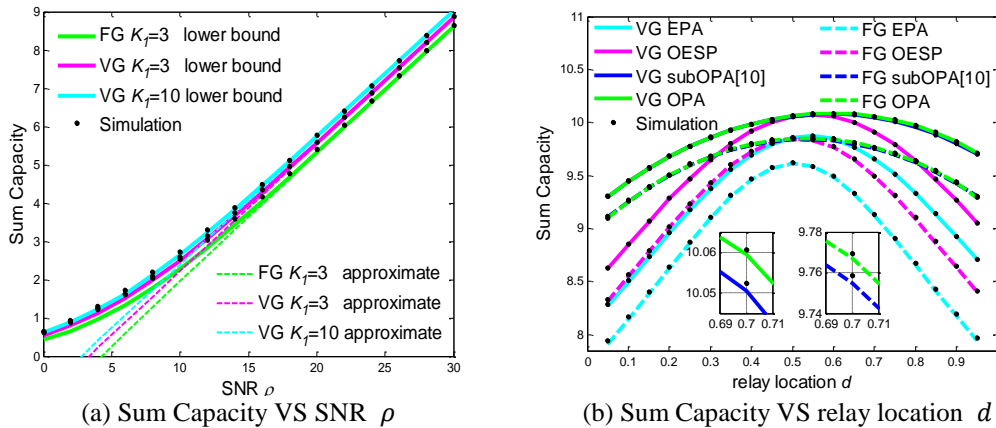 9
8
7
6
5
4
3
2
1
0
Sum Capacity
FG K1=3 lower bound
VG K1=3 lower bound
VG K1=10 lower bound
Simulation
FG K1=3 approximate
VG K1=3 approximate
VG K1=10 approximate
0 5 10 15 20 25 30
SNR ρ
(a) Sum Capacity VS SNR ρ
11
10.5
10
9.5
9
8.5
8
Sum Capacity
VG EPA
VG OESP
VG subOPA[10]
VG OPA
Simulation
FG EPA
FG OESP
FG subOPA[10]
FG OPA
10.06
10.05
0.69 0.7 0.71
9.78
9.76
9.74
0.69 0.7 0.71
0 0.1 0.2 0.3 0.4 0.5 0.6 0.7 0.8 0.9
relay location d
(b) Sum Capacity VS relay location d